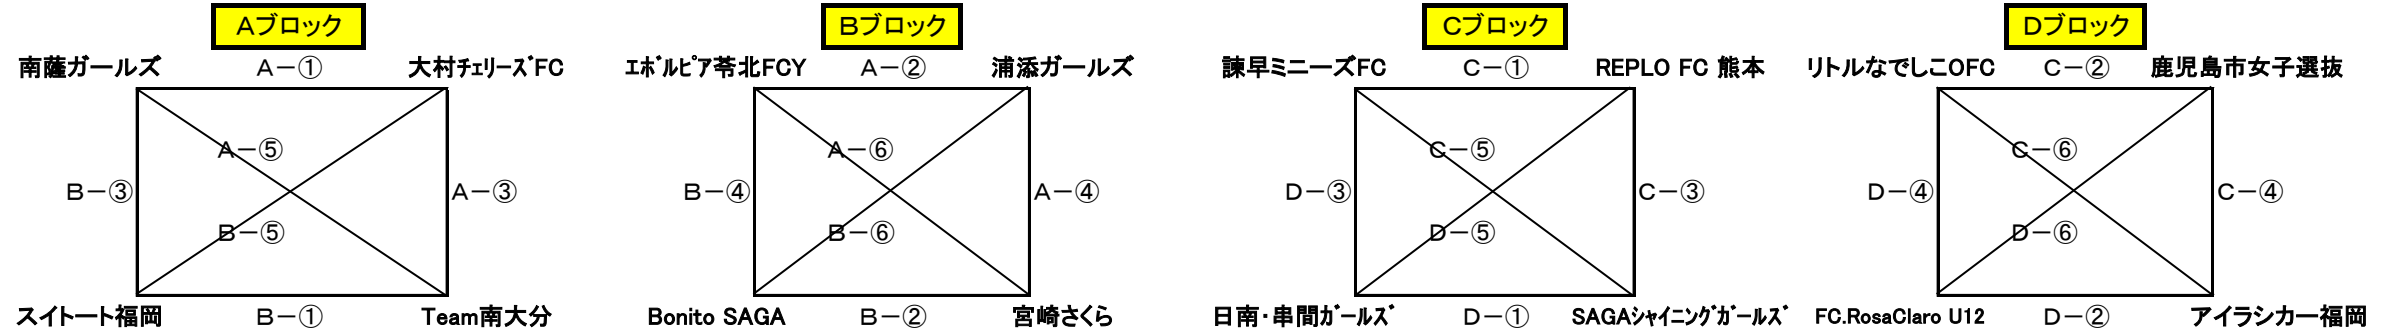 Aブロック Bブロック Cブロック Dブロック
南薩ガールズ A－① 大村チェリーズFC エボルピア苓北FCY A－② 浦添ガールズ 諫早ミニーズFC C－① REPLO FC 熊本 リトルなでしこOFC C－② 鹿児島市女子選抜
A－⑤ A－⑥ C－⑤ C－⑥
B－③ A－③ B－④ A－④ D－③ C－③ D－④ C－④
B－⑤ B－⑥ D－⑤ D－⑥
スイトート福岡 B－① Team南大分 Bonito SAGA B－② 宮崎さくら 日南・串間ガールズ D－① SAGAシャイニングガールズ FC.RosaClaro U12 D－② アイラシカー福岡